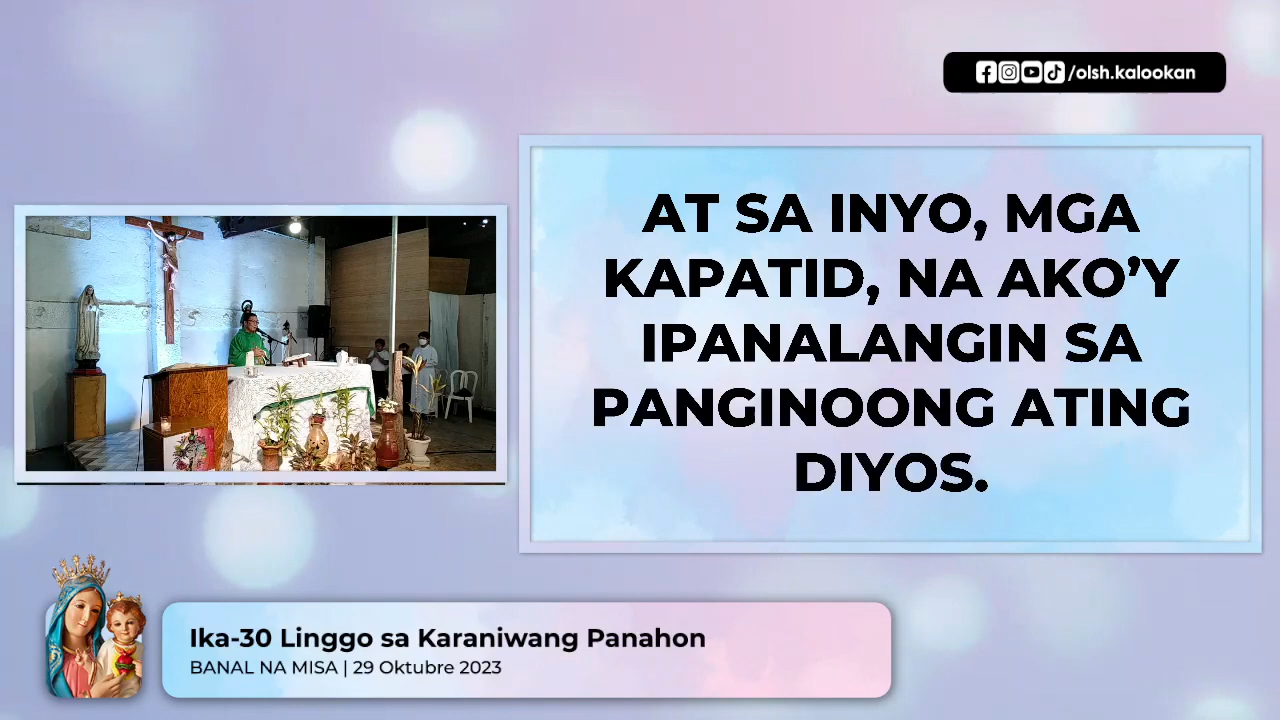 /olsh.kalookan
AT SA INYO, MGA
KAPATID, NA AKO’Y
IPANALANGIN SA
PANGINOONG ATING
DIYOS.
Ika-30 Linggo sa Karaniwang Panahon
BANAL NA MISA | 29 Oktubre 2023